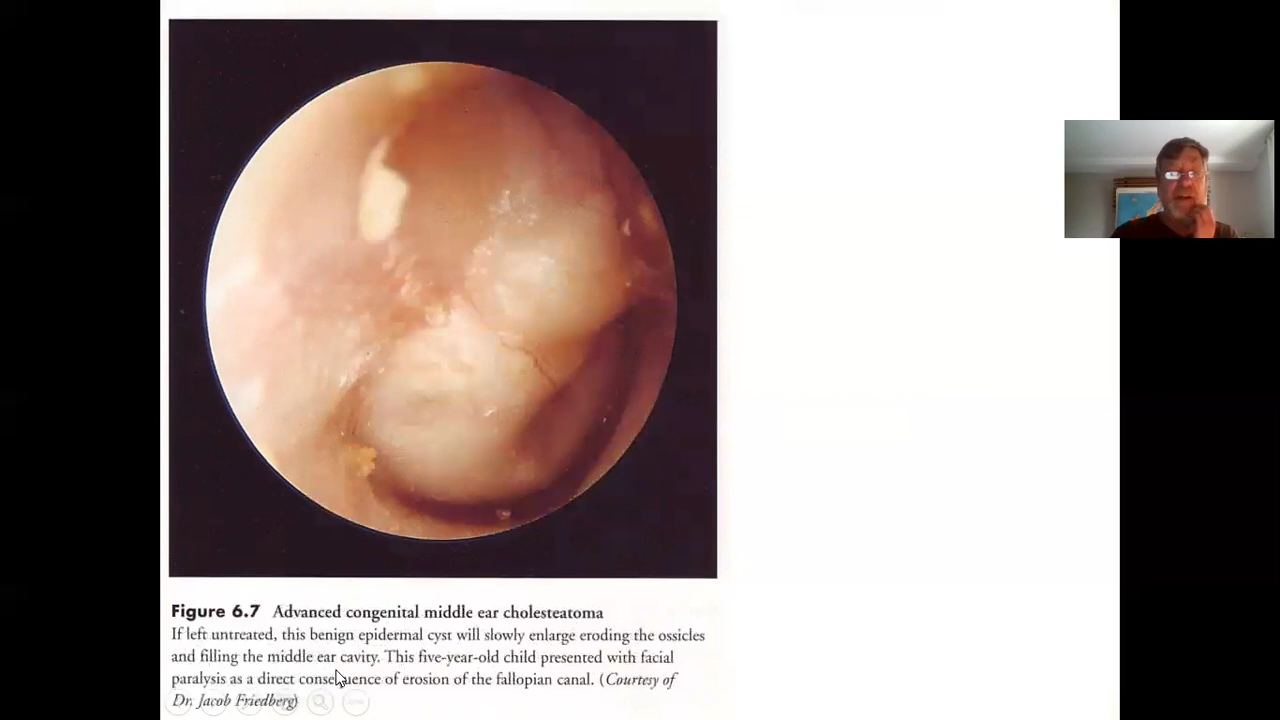 Figure 6.7 Advanced congenital middle ear cholesteatoma
If left untreated, this benign epidermal cyst will slowly enlarge eroding the ossicles
and filling the middle ear cavity. This five-year-old child presented with facial
paralysis as a direct consequence of erosion of the fallopian canal. (Courtesy of
Dr. Jacob Friedberg)